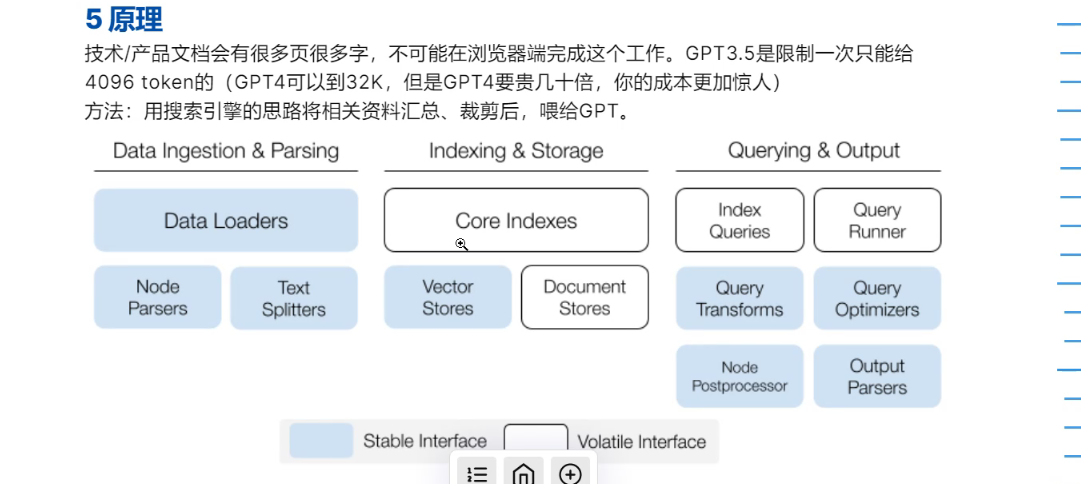 5 原理
技术/产品文档会有很多页很多字，不可能在浏览器端完成这个工作。GPT3.5是限制一次只能给
4096 token的（GPT4可以到32K，但是GPT4要贵几十倍，你的成本更加惊人）
方法：用搜索引擎的思路将相关资料汇总、裁剪后，喂给GPT。
Data Ingestion & Parsing
Data Loaders
Node
Parsers
Text
Splitters
Indexing & Storage
Core Indexes
Vector
Stores
Document
Stores
Querying & Output
Index
Queries
Query
Runner
Query
Transforms
Query
Optimizers
Node
Postprocessor
Output
Parsers
Stable Interface
Volatile Interface